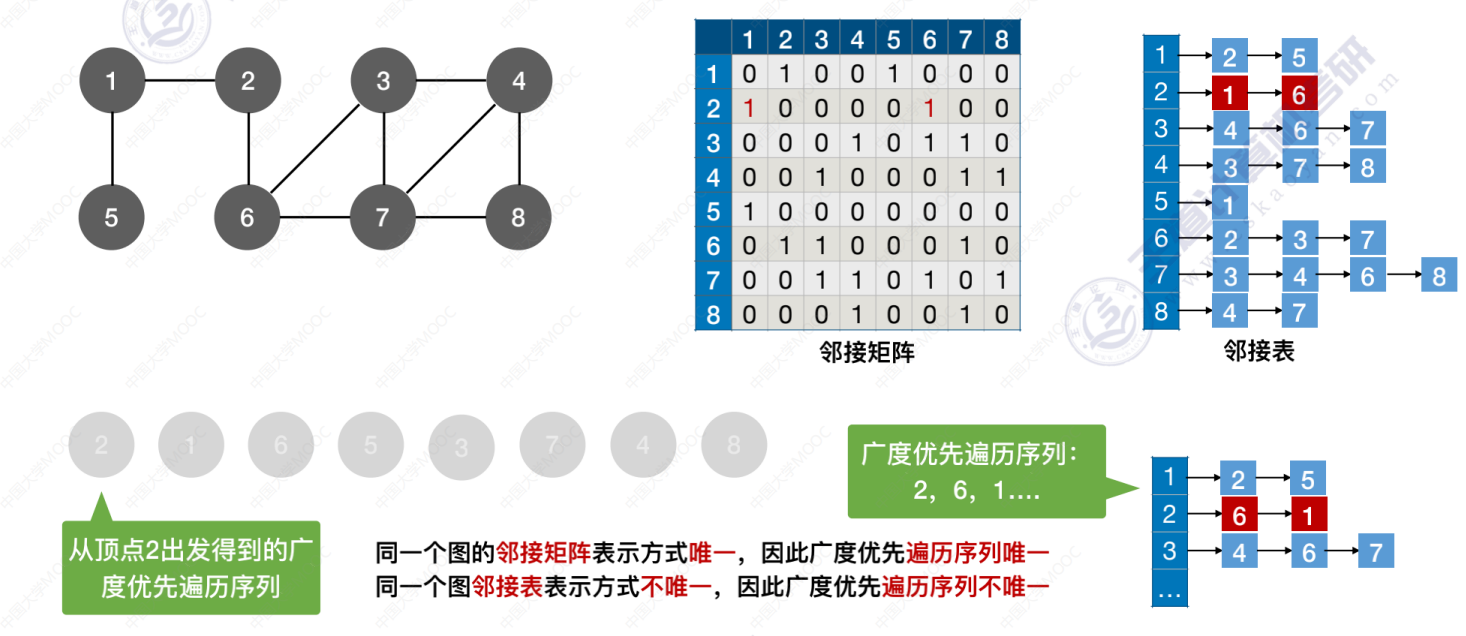 1 2 3 4
5 6 7 8
1 2 3 4 5 6 7 8
1 0 1 0 0 1 0 0 0
2 1 0 0 0 0 1 0 0
3 0 0 0 1 0 1 1 0
4 0 0 1 0 0 0 1 1
5 1 0 0 0 0 0 0 0
6 0 1 1 0 0 0 1 0
7 0 0 1 1 0 1 0 1
8 0 0 0 1 0 0 1 0
邻接矩阵
1 2 5
2 1 6
3 4 6 7
4 3 7 8
5 1
6 2 3 7
7 3 4 6 8
8 4 7
邻接表
2 1 6 5 3 7 4 8
从顶点2出发得到的广
度优先遍历序列
广度优先遍历序列：
2，6，1....
同一个图的邻接矩阵表示方式唯一，因此广度优先遍历序列唯一
同一个图邻接表表示方式不唯一，因此广度优先遍历序列不唯一
1 2 5
2 6 1
3 4 6 7
...
中国大学MOOC